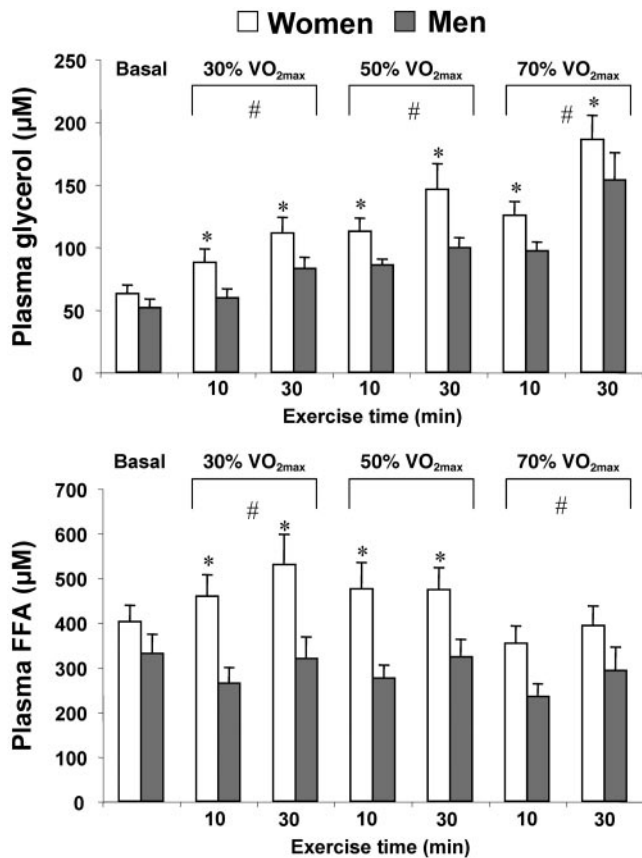 Women Men
Basal 30% VO2max 50% VO2max 70% VO2max
# # #
250
200
150
100
50
0
Plasma glycerol (µM)
* * * * * *
10 30 10 30 10 30
Exercise time (min)
Basal 30% VO2max 50% VO2max 70% VO2max
# #
700
600
500
400
300
200
100
0
Plasma FFA (µM)
* * * *
10 30 10 30 10 30
Exercise time (min)